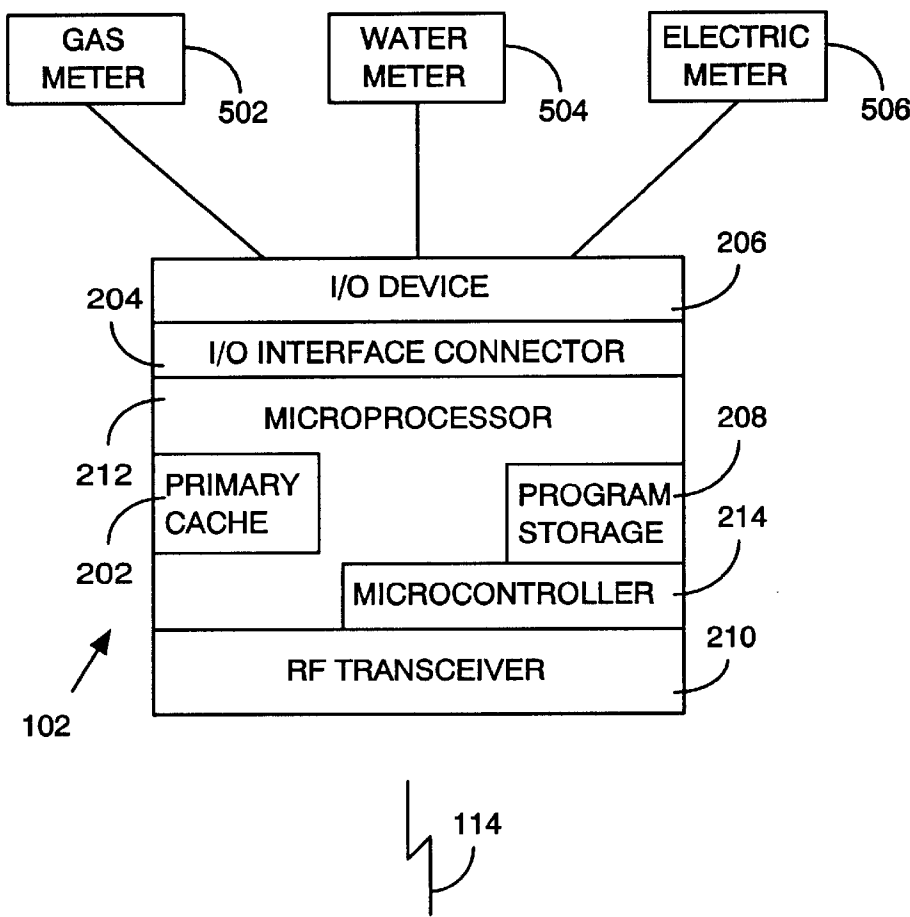 GAS
METER
502
WATER
METER
504
ELECTRIC
METER
506
206
I/O DEVICE
204
I/O INTERFACE CONNECTOR
MICROPROCESSOR
208
212
PRIMARY
CACHE
PROGRAM
STORAGE
214
202
MICROCONTROLLER
210
RF TRANSCEIVER
102
114